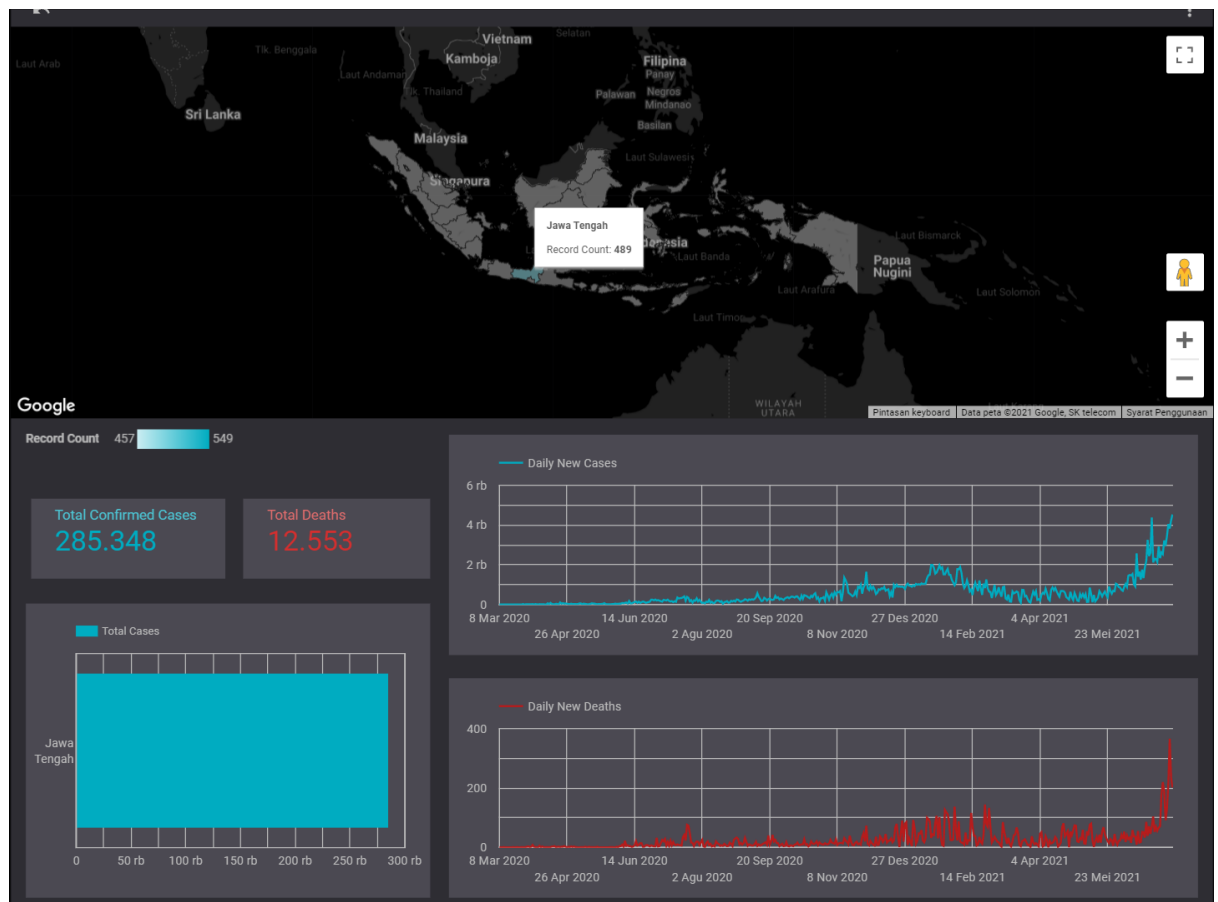 Vietnam
Selatan
Tlk. Benggala
Kamboja
Laut Arab
Filipina
Laut Andaman
Panay
Tlk. Thailand
Palawan
Negros
Mindanao
Sri Lanka
Basilan
Malaysia
Laut Sulawesi
Singapura
Jawa Tengah
Record Count: 489
Laut Bismarck
Laut Banda
Papua
Nugini
Laut Arafura
Laut Solomon
Laut Timor
WILAYAH
UTARA
Google
Pintasan keyboard
Data peta ©2021 Google, SK telecom
Syarat Penggunaan
Record Count 457 549
Total Confirmed Cases
285.348
Total Deaths
12.553
Total Cases
Jawa
Tengah
0 50 rb 100 rb 150 rb 200 rb 250 rb 300 rb
Daily New Cases
6 rb
4 rb
2 rb
0
8 Mar 2020 14 Jun 2020 20 Sep 2020 27 Des 2020 4 Apr 2021
26 Apr 2020 2 Agu 2020 8 Nov 2020 14 Feb 2021 23 Mei 2021
Daily New Deaths
400
200
0
8 Mar 2020 14 Jun 2020 20 Sep 2020 27 Des 2020 4 Apr 2021
26 Apr 2020 2 Agu 2020 8 Nov 2020 14 Feb 2021 23 Mei 2021